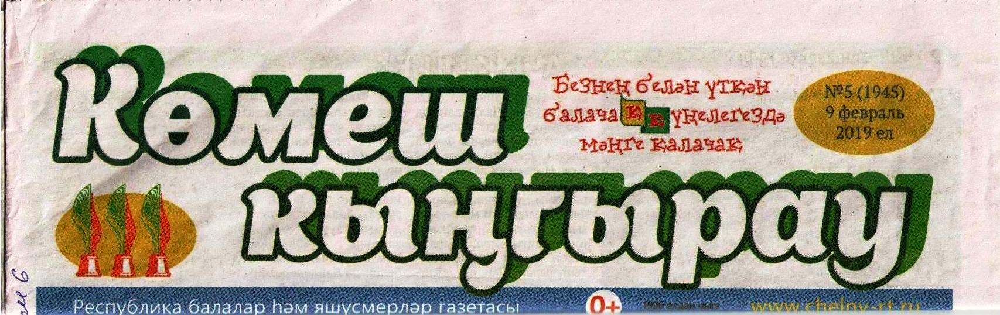 Көмеш
кыңгырау
Безнең белән үткән
балачак күңелегездә
мәңге калачак
№5 (1945)
9 февраль
2019 ел
Республика балалар һәм яшүсмерләр газетасы
0+
1996 елдан чыга
www.chelny-rt.ru